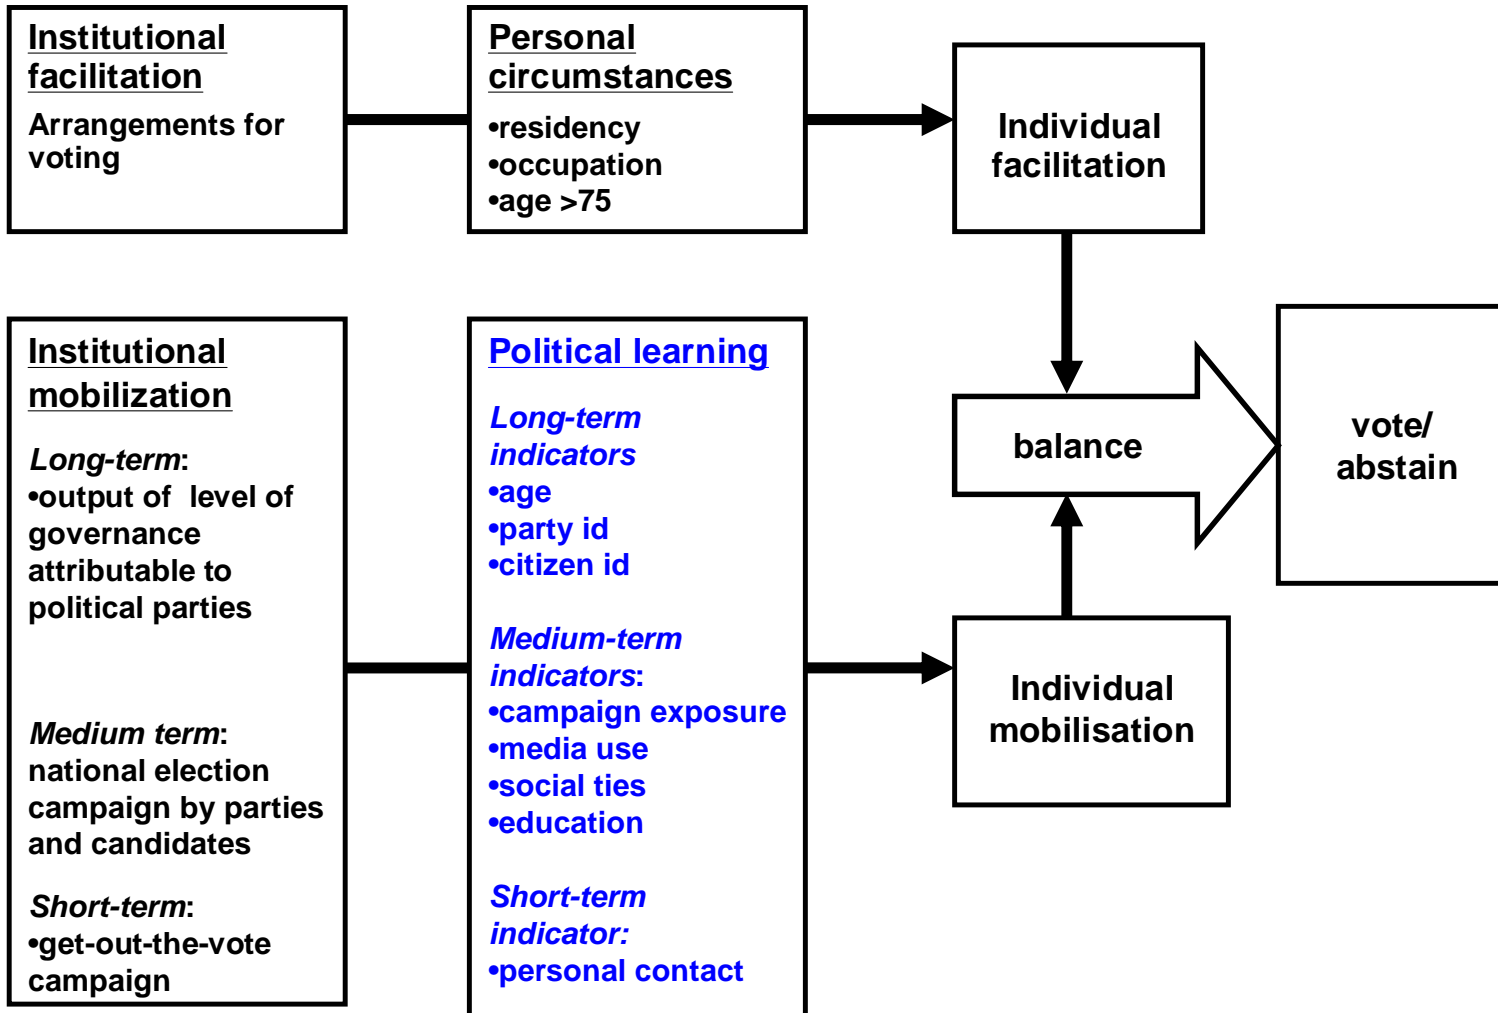 Institutional
facilitation
Arrangements for
voting
Personal
circumstances
•residency
•occupation
•age >75
Individual
facilitation
Institutional
mobilization
Long-term:
•output of  level of
governance
attributable to
political parties
Medium term:
national election
campaign by parties
and candidates
Short-term:
•get-out-the-vote
campaign
Political learning
Long-term
indicators
•age
•party id
•citizen id
Medium-term
indicators:
•campaign exposure
•media use
•social ties
•education
Short-term
indicator:
•personal contact
balance
Individual
mobilisation
vote/
abstain